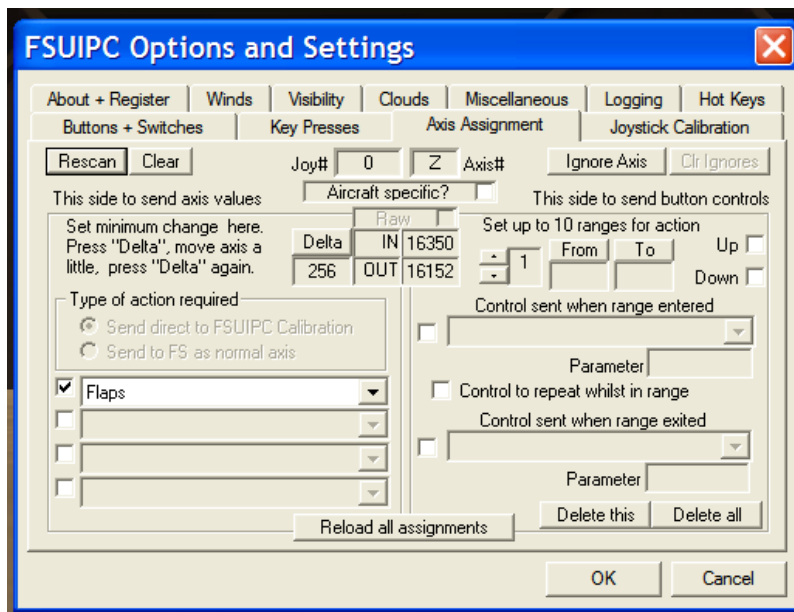 FSUIPC Options and Settings
About + Register Winds Visibility Clouds Miscellaneous Logging Hot Keys
Buttons + Switches Key Presses Axis Assignment Joystick Calibration
Rescan Clear Joy# 0 Z Axis# Ignore Axis Clr Ignores
This side to send axis values Aircraft specific? This side to send button controls
Set minimum change here.
Press "Delta", move axis a
little, press "Delta" again.
Raw
Delta IN 16350
256 OUT 16152
Set up to 10 ranges for action
1 From To Up
Down
Type of action required
Send direct to FSUIPC Calibration
Send to FS as normal axis
Flaps
Control sent when range entered
Parameter
Control to repeat whilst in range
Control sent when range exited
Parameter
Delete this Delete all
Reload all assignments
OK Cancel